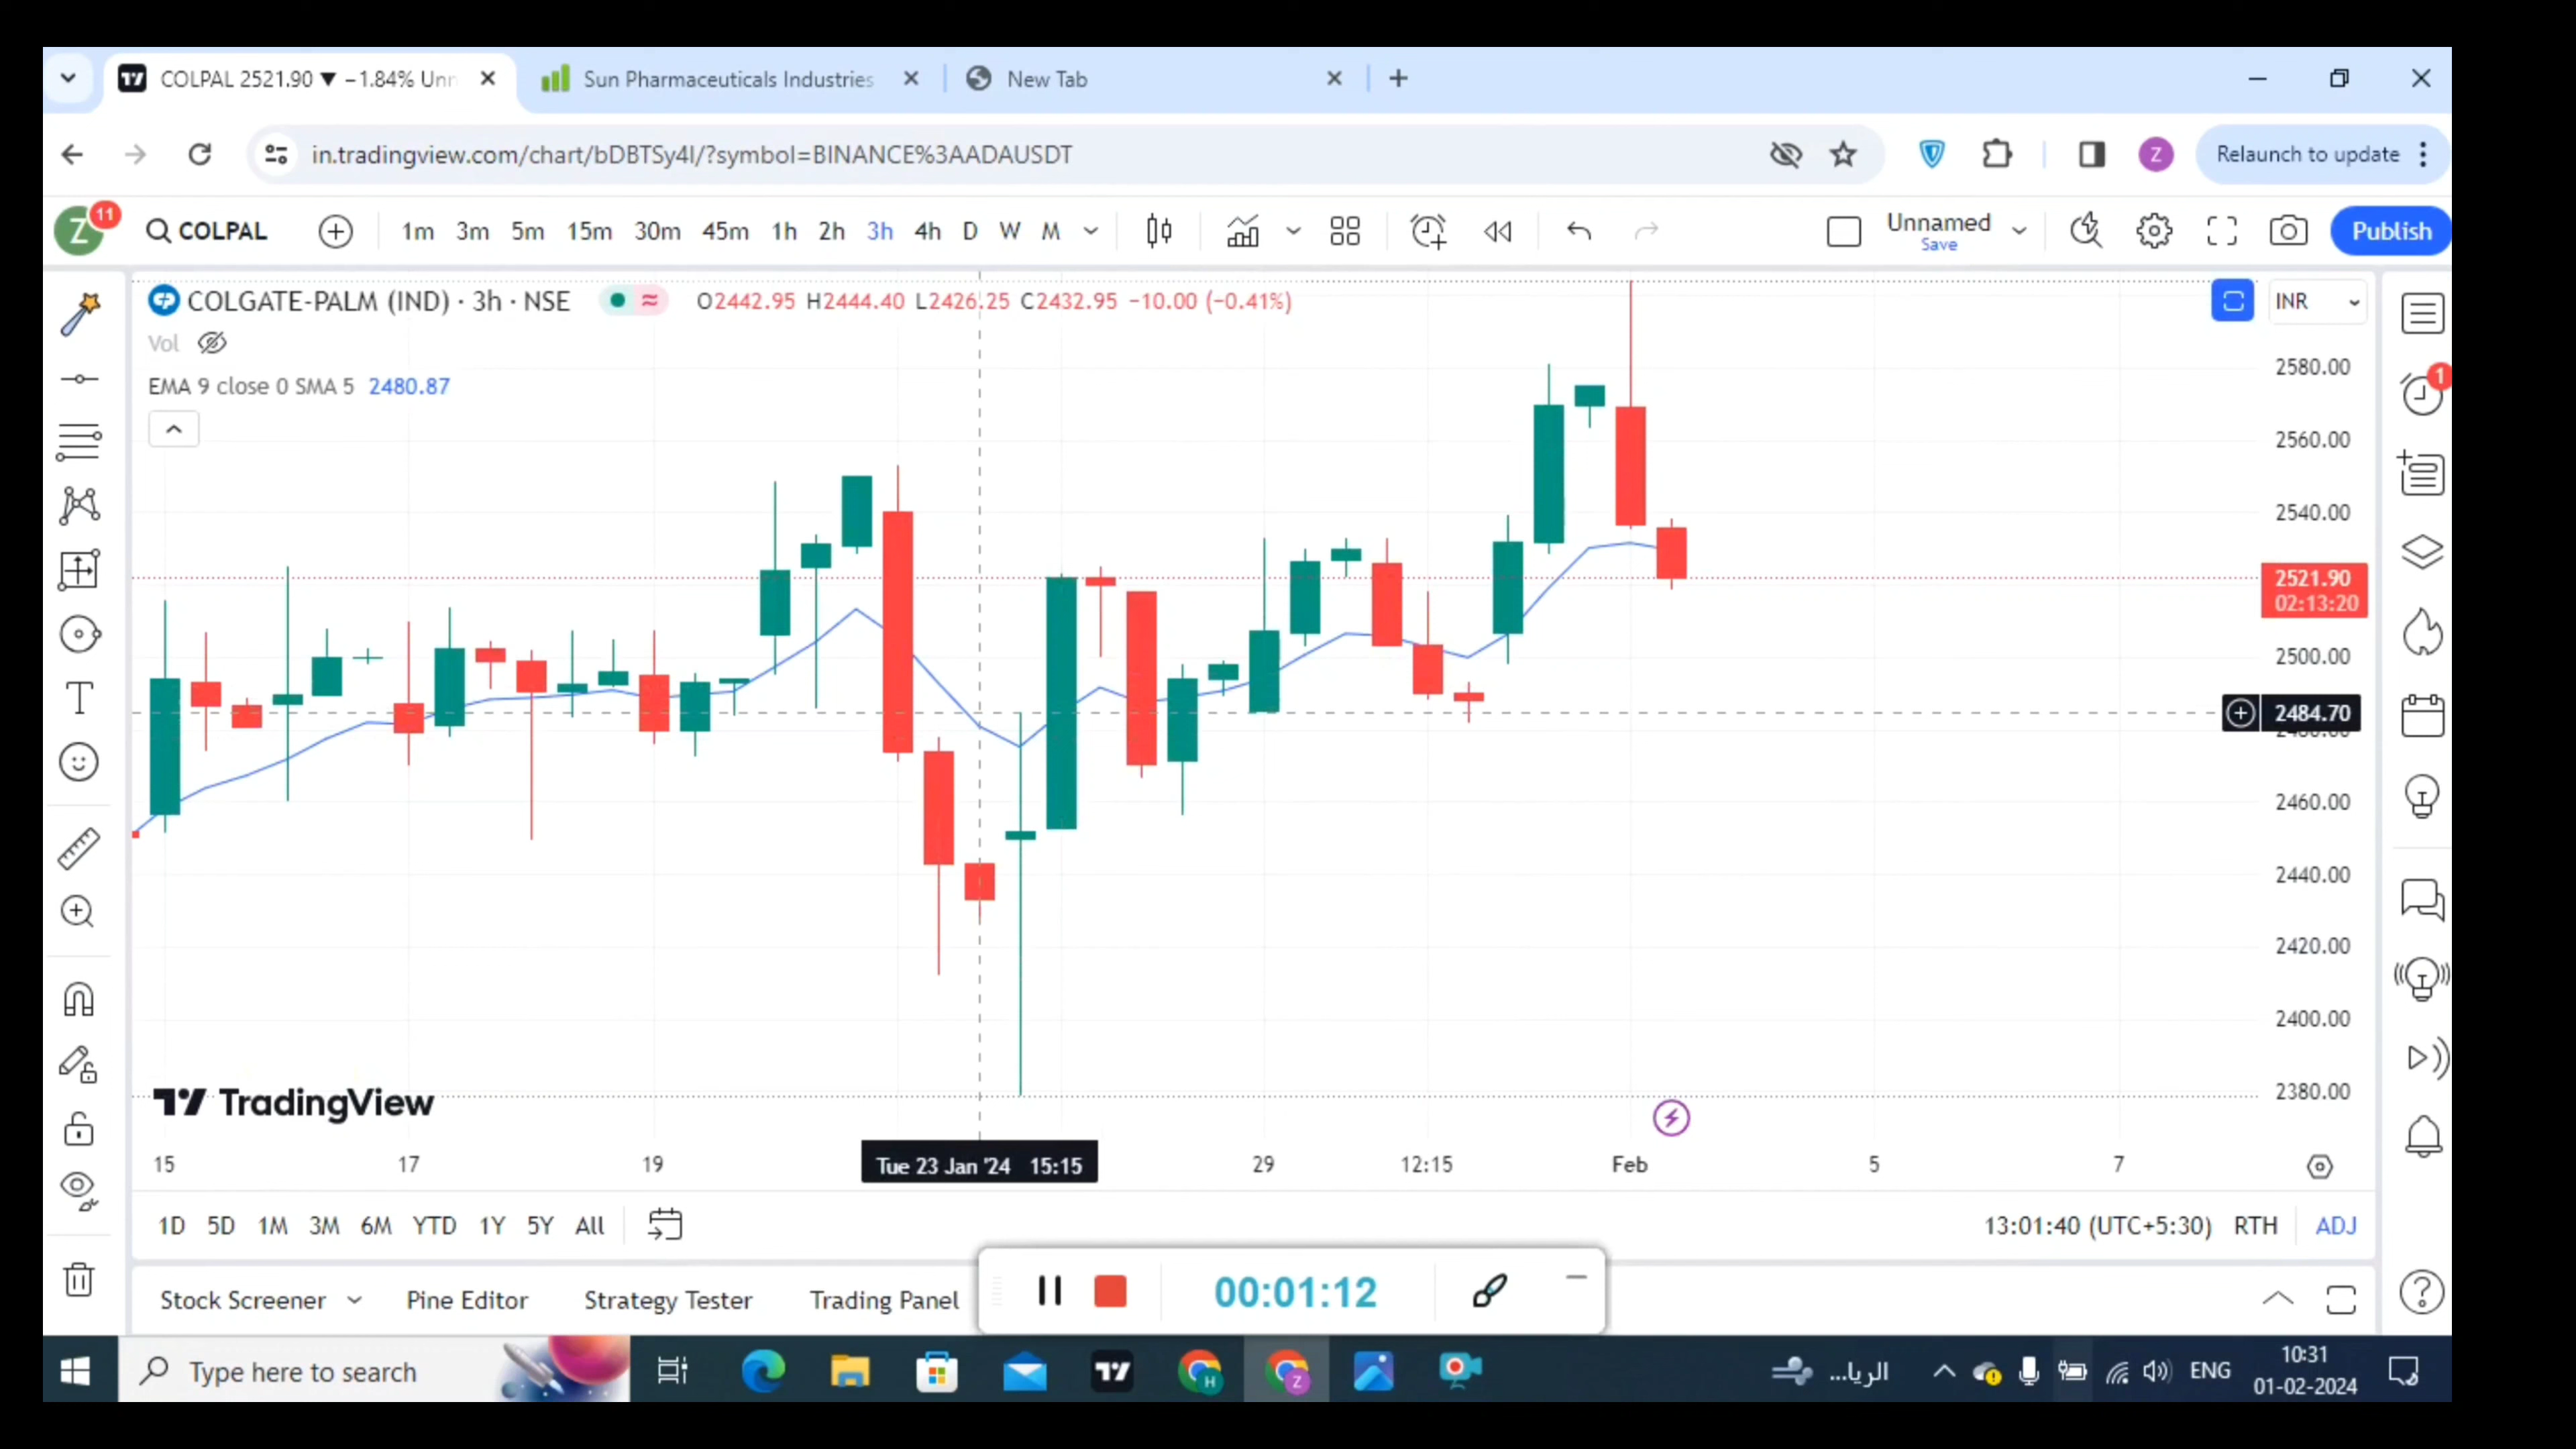 COLPAL 2521.90 ▼ −1.84% Unn
Sun Pharmaceuticals Industries
New Tab
in.tradingview.com/chart/bDBTSy4I/?symbol=BINANCE%3AADAUSDT
Z
Relaunch to update
Z 11
COLPAL
1m 3m 5m 15m 30m 45m 1h 2h 3h 4h D W M
Unnamed
Save
Publish
COLGATE-PALM (IND) · 3h · NSE
O2442.95 H2444.40 L2426.25 C2432.95 −10.00 (−0.41%)
INR
Vol
EMA 9 close 0 SMA 5 2480.87
1
2580.00
2560.00
2540.00
2521.90
02:13:20
2500.00
2484.70
2460.00
2440.00
2420.00
2400.00
2380.00
TradingView
15 17 19 Tue 23 Jan '24 15:15 29 12:15 Feb 5 7
1D 5D 1M 3M 6M YTD 1Y 5Y All
13:01:40 (UTC+5:30) RTH ADJ
Stock Screener Pine Editor Strategy Tester Trading Panel
00:01:12
Type here to search
H
Z
الريا...
ENG
10:31
01-02-2024